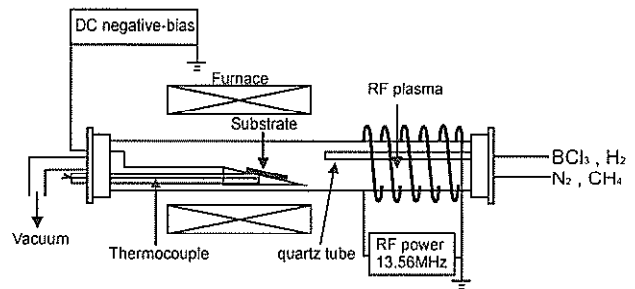 DC negative-bias
Furnace
RF plasma
Substrate
BCl₃ , H₂
N₂ , CH₄
Vacuum
Thermocouple
quartz tube
RF power
13.56MHz